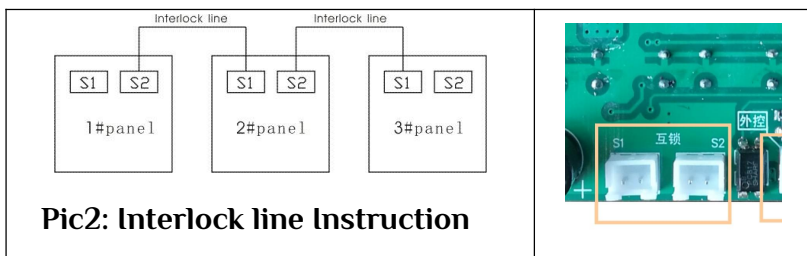 Interlock line Interlock line
S1 S2 S1 S2 S1 S2
1#panel 2#panel 3#panel
Pic2: Interlock line Instruction
外控
互锁
S1 S2
+